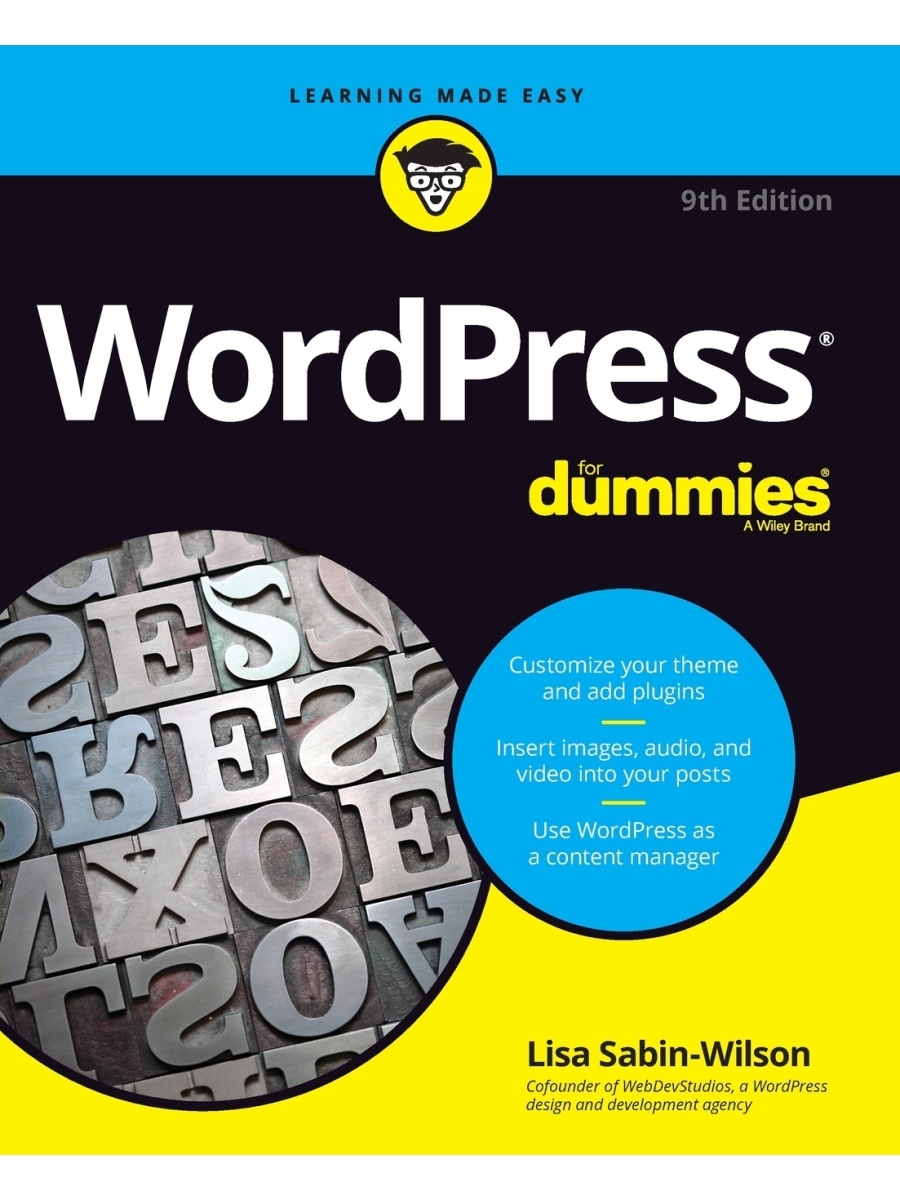 LEARNING MADE EASY
9th Edition
WordPress®
for
dummies®
A Wiley Brand
Customize your theme
and add plugins
Insert images, audio, and
video into your posts
Use WordPress as
a content manager
Lisa Sabin-Wilson
Cofounder of WebDevStudios, a WordPress
design and development agency